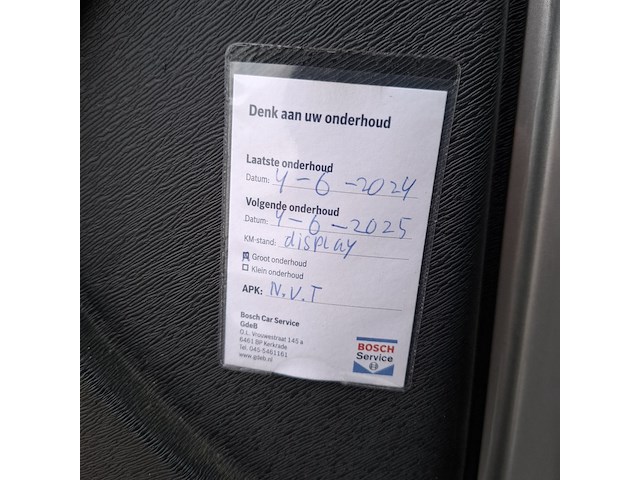 Denk aan uw onderhoud
Laatste onderhoud
Datum: 4-6-2024
Volgende onderhoud
Datum: 4-6-2025
KM-stand: display
Groot onderhoud
Klein onderhoud
APK: N.V.T
Bosch Car Service
GdeB
O.L. Vrouwestraat 145 a
6461 BP Kerkrade
Tel. 045-5461161
www.gdeb.nl
BOSCH
Service